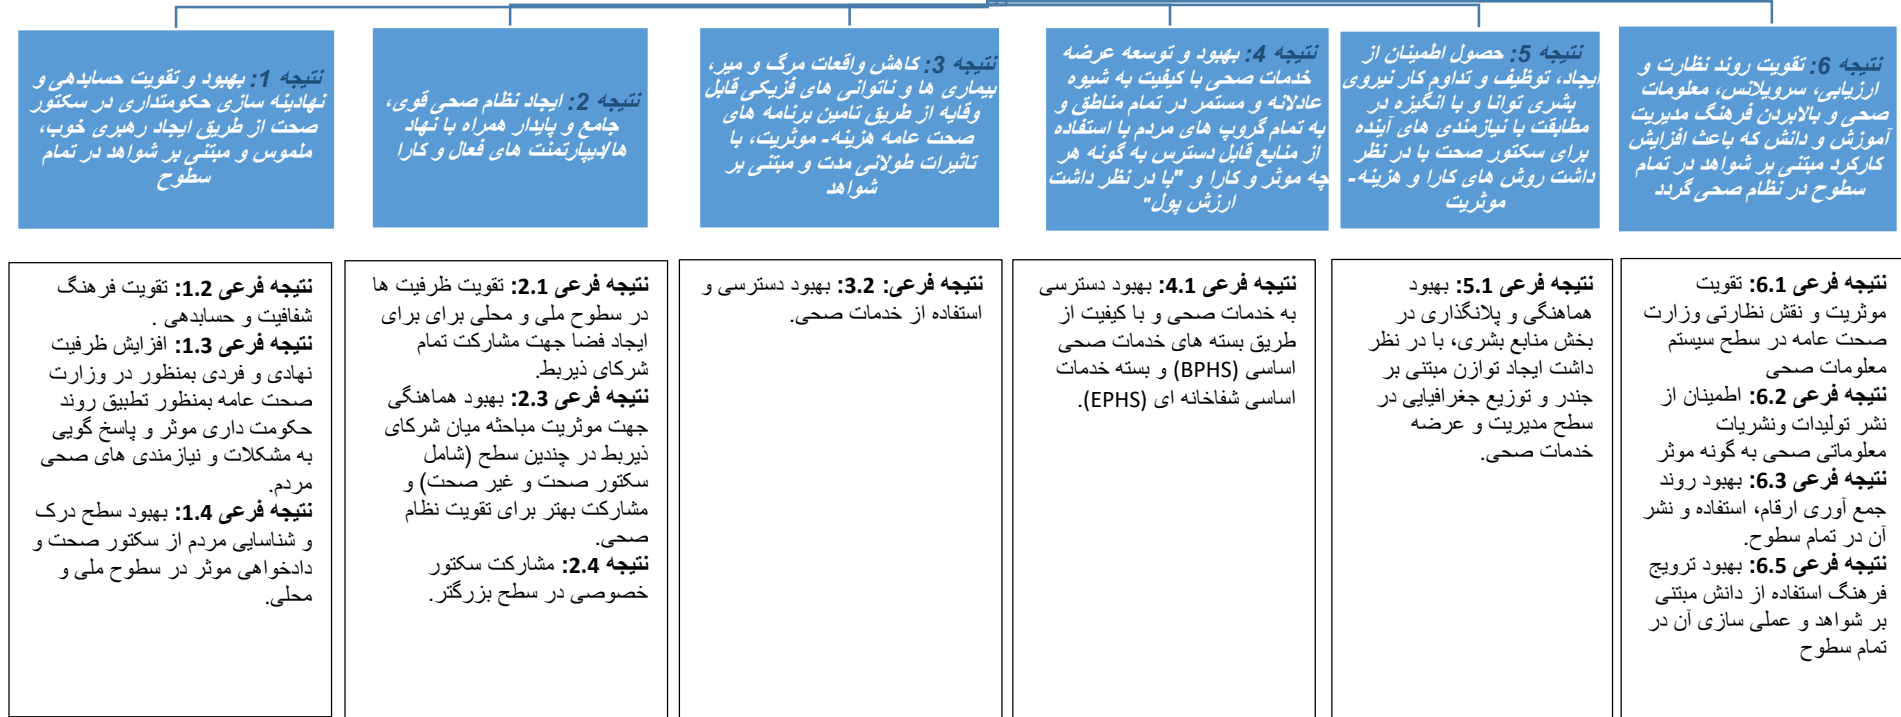 نتیجه 1: بهبود و تقویت حسابدهی و
نهادینه سازی حکومتداری در سکتور
صحت از طریق ایجاد رهبری خوب،
ملموس و مبتنی بر شواهد در تمام
سطوح
نتیجه 2: ایجاد نظام صحی قوی،
جامع و پایدار همراه با نهاد
ها/دیپارتمنت های فعال و کارا
نتیجه 3: کاهش واقعات مرگ و میر،
بیماری ها و ناتوانی های فزیکی قابل
وقایه از طریق تامین برنامه های
صحت عامه هزینه- موثریت، با
تاثیرات طولانی مدت و مبتنی بر
شواهد
نتیجه 4: بهبود و توسعه عرضه
خدمات صحی با کیفیت به شیوه
عادلانه و مستمر در تمام مناطق و
به تمام گروپ های مردم با استفاده
از منابع قابل دسترس به گونه هر
چه موثر و کارا و "با در نظر داشت
ارزش پول"
نتیجه 5: حصول اطمینان از
ایجاد، توظیف و تداوم کار نیروی
بشری توانا و با انگیزه در
مطابقت با نیازمندی های آینده
برای سکتور صحت با در نظر
داشت روش های کارا و هزینه-
موثریت
نتیجه 6: تقویت روند نظارت و
ارزیابی، سرویلانس، معلومات
صحی و بالابردن فرهنگ مدیریت
آموزش و دانش که باعث افزایش
کارکرد مبتنی بر شواهد در تمام
سطوح در نظام صحی گردد
نتیجه فرعی 1.2: تقویت فرهنگ
شفافیت و حسابدهی .
نتیجه فرعی 1.3: افزایش ظرفیت
نهادی و فردی بمنظور در وزارت
صحت عامه بمنظور تطبیق روند
حکومت داری موثر و پاسخ گویی
به مشکلات و نیازمندی های صحی
مردم.
نتیجه فرعی 1.4: بهبود سطح درک
و شناسایی مردم از سکتور صحت و
دادخواهی موثر در سطوح ملی و
محلی.
نتیجه فرعی 2.1: تقویت ظرفیت ها
در سطوح ملی و محلی برای برای
ایجاد فضا جهت مشارکت تمام
شرکای ذیربط.
نتیجه فرعی 2.3: بهبود هماهنگی
جهت موثریت مباحثه میان شرکای
ذیربط در چندین سطح (شامل
سکتور صحت و غیر صحت) و
مشارکت بهتر برای تقویت نظام
صحی.
نتیجه 2.4: مشارکت سکتور
خصوصی در سطح بزرگتر.
نتیجه فرعی: 3.2: بهبود دسترسی و
استفاده از خدمات صحی.
نتیجه فرعی 4.1: بهبود دسترسی
به خدمات صحی و با کیفیت از
طریق بسته های خدمات صحی
اساسی (BPHS) و بسته خدمات
اساسی شفاخانه ای (EPHS).
نتیجه فرعی 5.1: بهبود
هماهنگی و پلانگذاری در
بخش منابع بشری، با در نظر
داشت ایجاد توازن مبتنی بر
جندر و توزیع جغرافیایی در
سطح مدیریت و عرضه
خدمات صحی.
نتیجه فرعی 6.1: تقویت
موثریت و نقش نظارتی وزارت
صحت عامه در سطح سیستم
معلومات صحی
نتیجه فرعی 6.2: اطمینان از
نشر تولیدات ونشریات
معلوماتی صحی به گونه موثر
نتیجه فرعی 6.3: بهبود روند
جمع آوری ارقام، استفاده و نشر
آن در تمام سطوح.
نتیجه فرعی 6.5: بهبود ترویج
فرهنگ استفاده از دانش مبتنی
بر شواهد و عملی سازی آن در
تمام سطوح